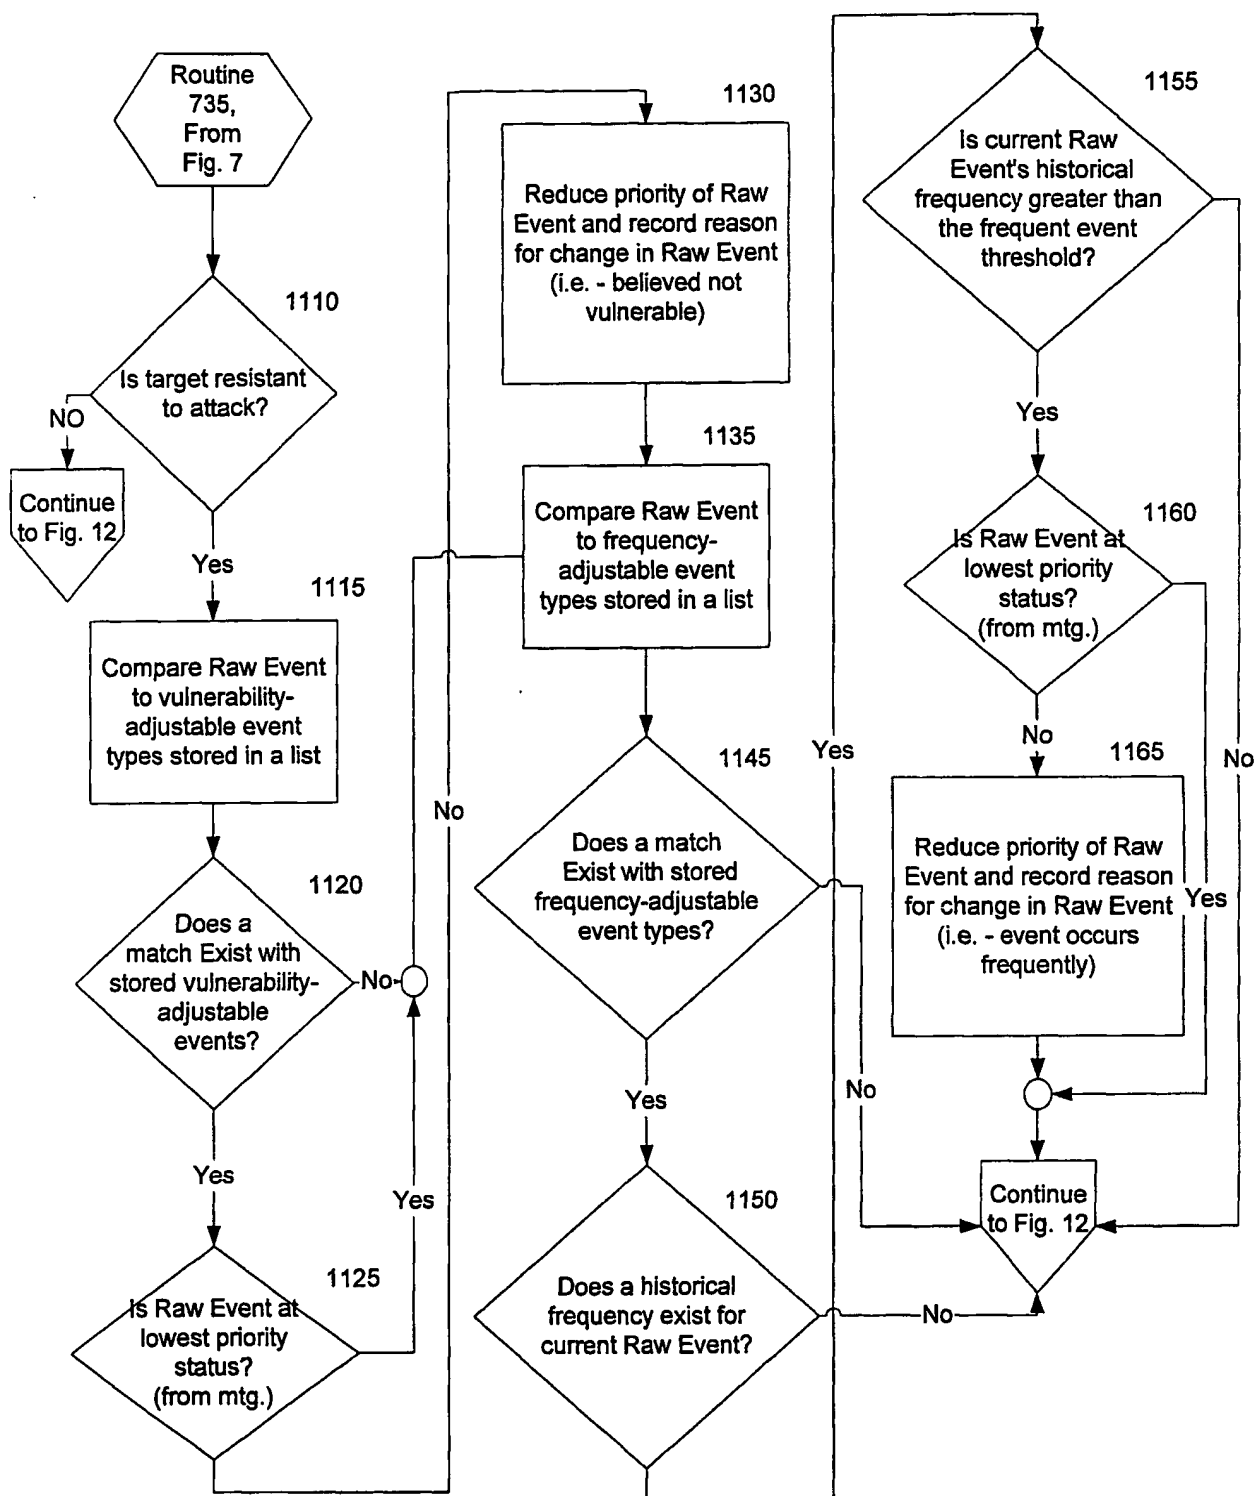 Routine
735,
From
Fig. 7
1110
Is target resistant
to attack?
NO
Continue
to Fig. 12
Yes
1115
Compare Raw Event
to vulnerability-
adjustable event
types stored in a list
1120
Does a
match Exist with
stored vulnerability-
adjustable
events?
No
Yes
Yes
1125
Is Raw Event at
lowest priority
status?
(from mtg.)
No
1130
Reduce priority of Raw
Event and record reason
for change in Raw Event
(i.e. - believed not
vulnerable)
1135
Compare Raw Event
to frequency-
adjustable event
types stored in a list
1145
Does a match
Exist with stored
frequency-adjustable
event types?
No
Yes
1150
Does a historical
frequency exist for
current Raw Event?
No
Yes
1155
Is current Raw
Event's historical
frequency greater than
the frequent event
threshold?
Yes
No
1160
Is Raw Event at
lowest priority
status?
(from mtg.)
No
Yes
1165
Reduce priority of Raw
Event and record reason
for change in Raw Event
(i.e. - event occurs
frequently)
Continue
to Fig. 12